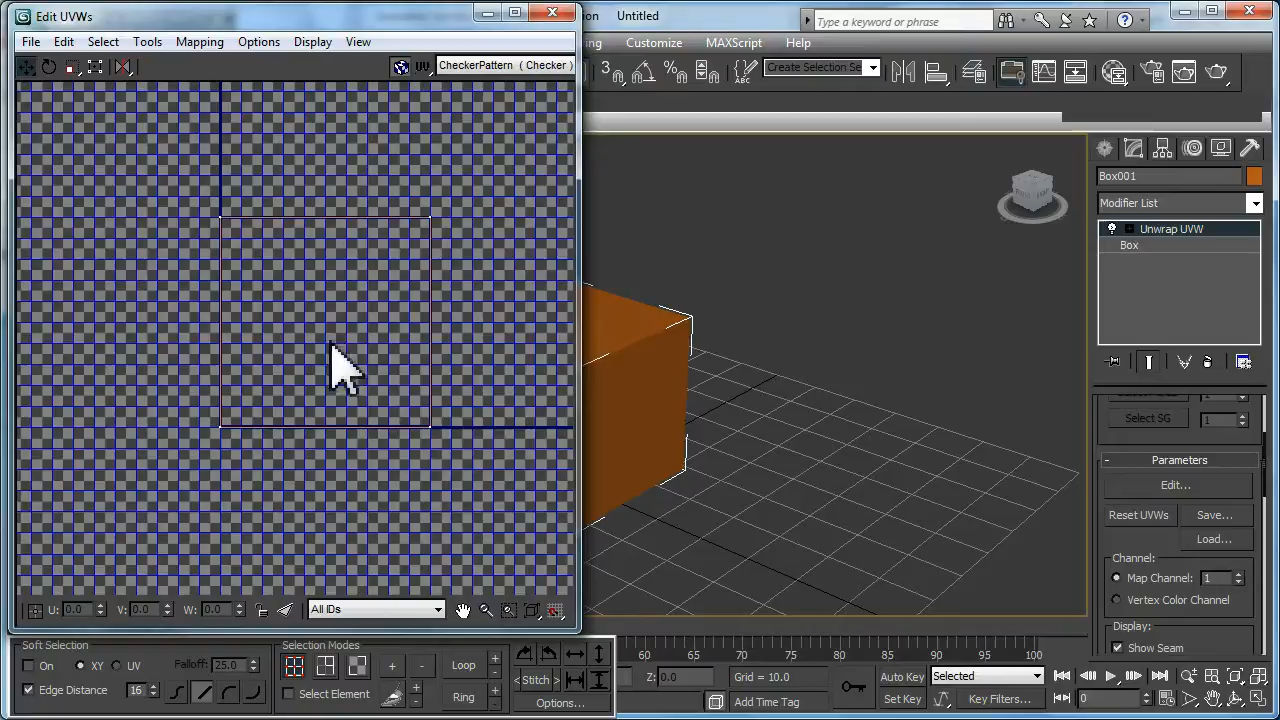 Edit UVWs
ion Untitled
Type a keyword or phrase
File Edit Select Tools Mapping Options Display View
ing Customize MAXScript Help
UV CheckerPattern ( Checker )
Create Selection Se
Box001
Modifier List
Unwrap UVW
Box
Select SG 1
- Parameters
Edit...
Reset UVWs Save...
Load...
Channel:
Map Channel: 1
Vertex Color Channel
Display:
Show Seam
U: 0.0 V: 0.0 W: 0.0 All IDs
Soft Selection
On XY UV Falloff: 25.0
Edge Distance 16
Selection Modes
+ - Loop + -
Select Element + - Ring + -
Stitch
Options...
60 65 70 75 80 85 90 95 100
Z: 0.0 Grid = 10.0 Auto Key Selected
Add Time Tag Set Key Key Filters... 0